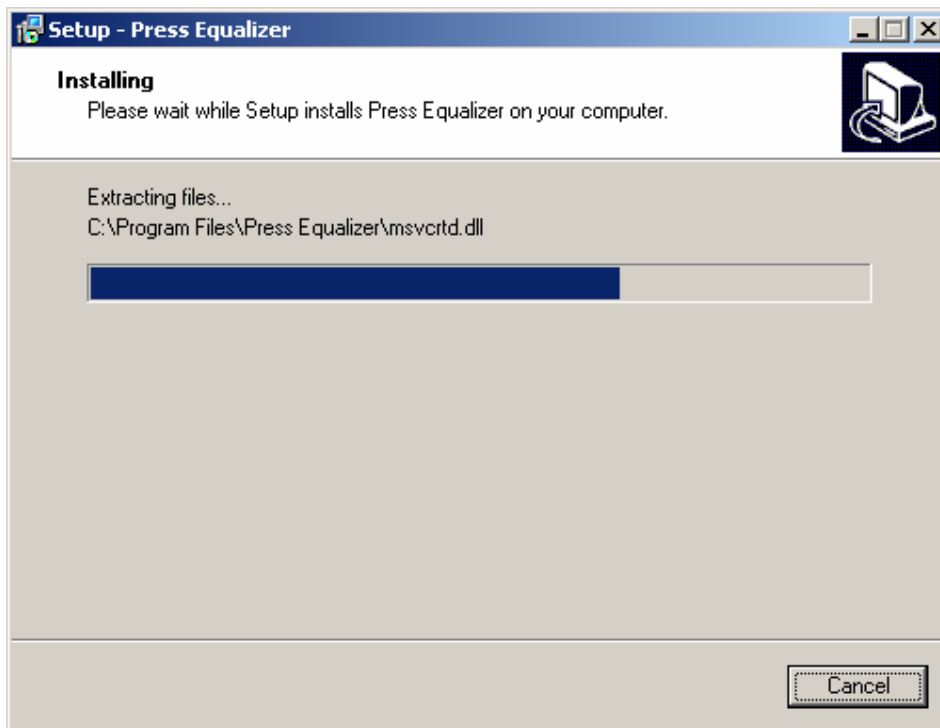 Setup - Press Equalizer
Installing
Please wait while Setup installs Press Equalizer on your computer.
Extracting files...
C:\Program Files\Press Equalizer\msvcrtd.dll
Cancel